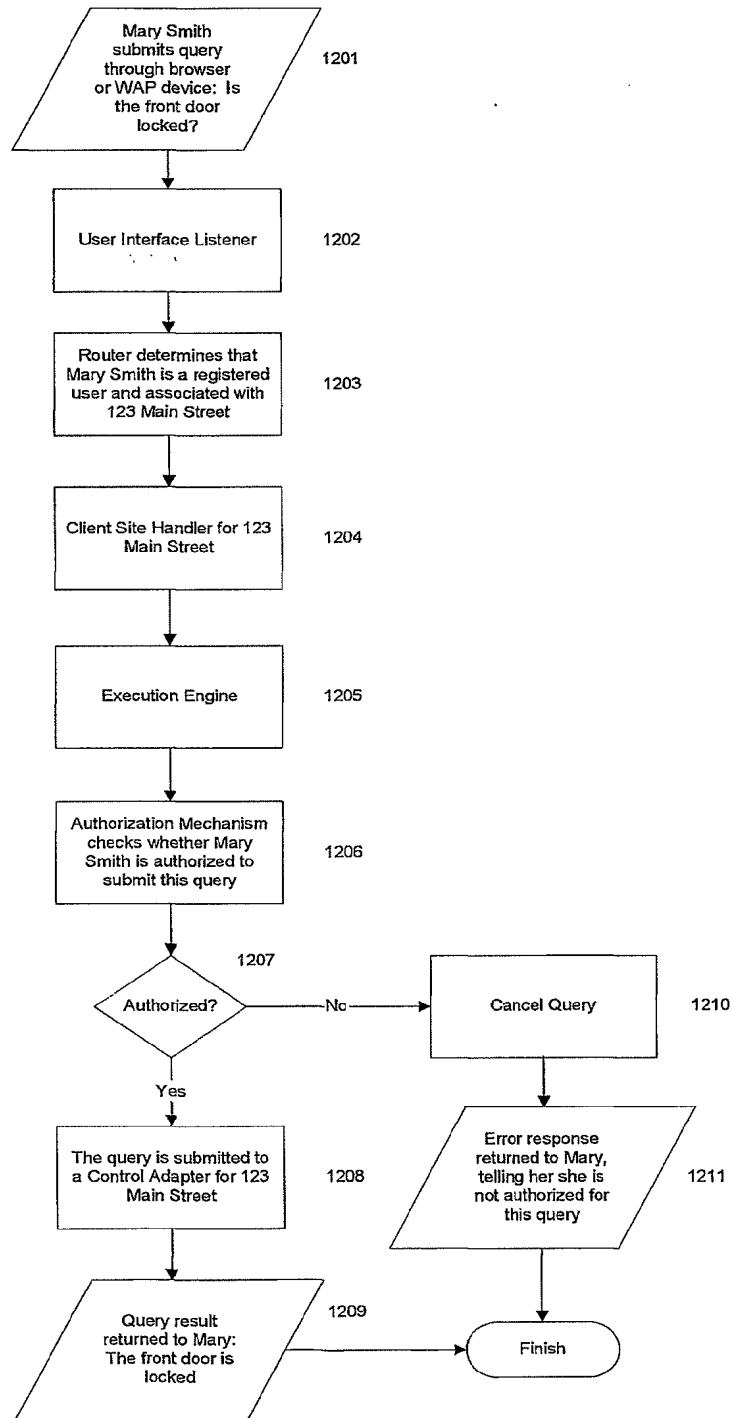 Mary Smith
submits query
through browser
or WAP device: Is
the front door
locked?
1201
User Interface Listener
1202
Router determines that
Mary Smith is a registered
user and associated with
123 Main Street
1203
Client Site Handler for 123
Main Street
1204
Execution Engine
1205
Authorization Mechanism
checks whether Mary
Smith is authorized to
submit this query
1206
1207
Authorized?
No
Cancel Query
1210
Yes
The query is submitted to
a Control Adapter for 123
Main Street
1208
Error response
returned to Mary,
telling her she is
not authorized for
this query
1211
Query result
returned to Mary:
The front door is
locked
1209
Finish